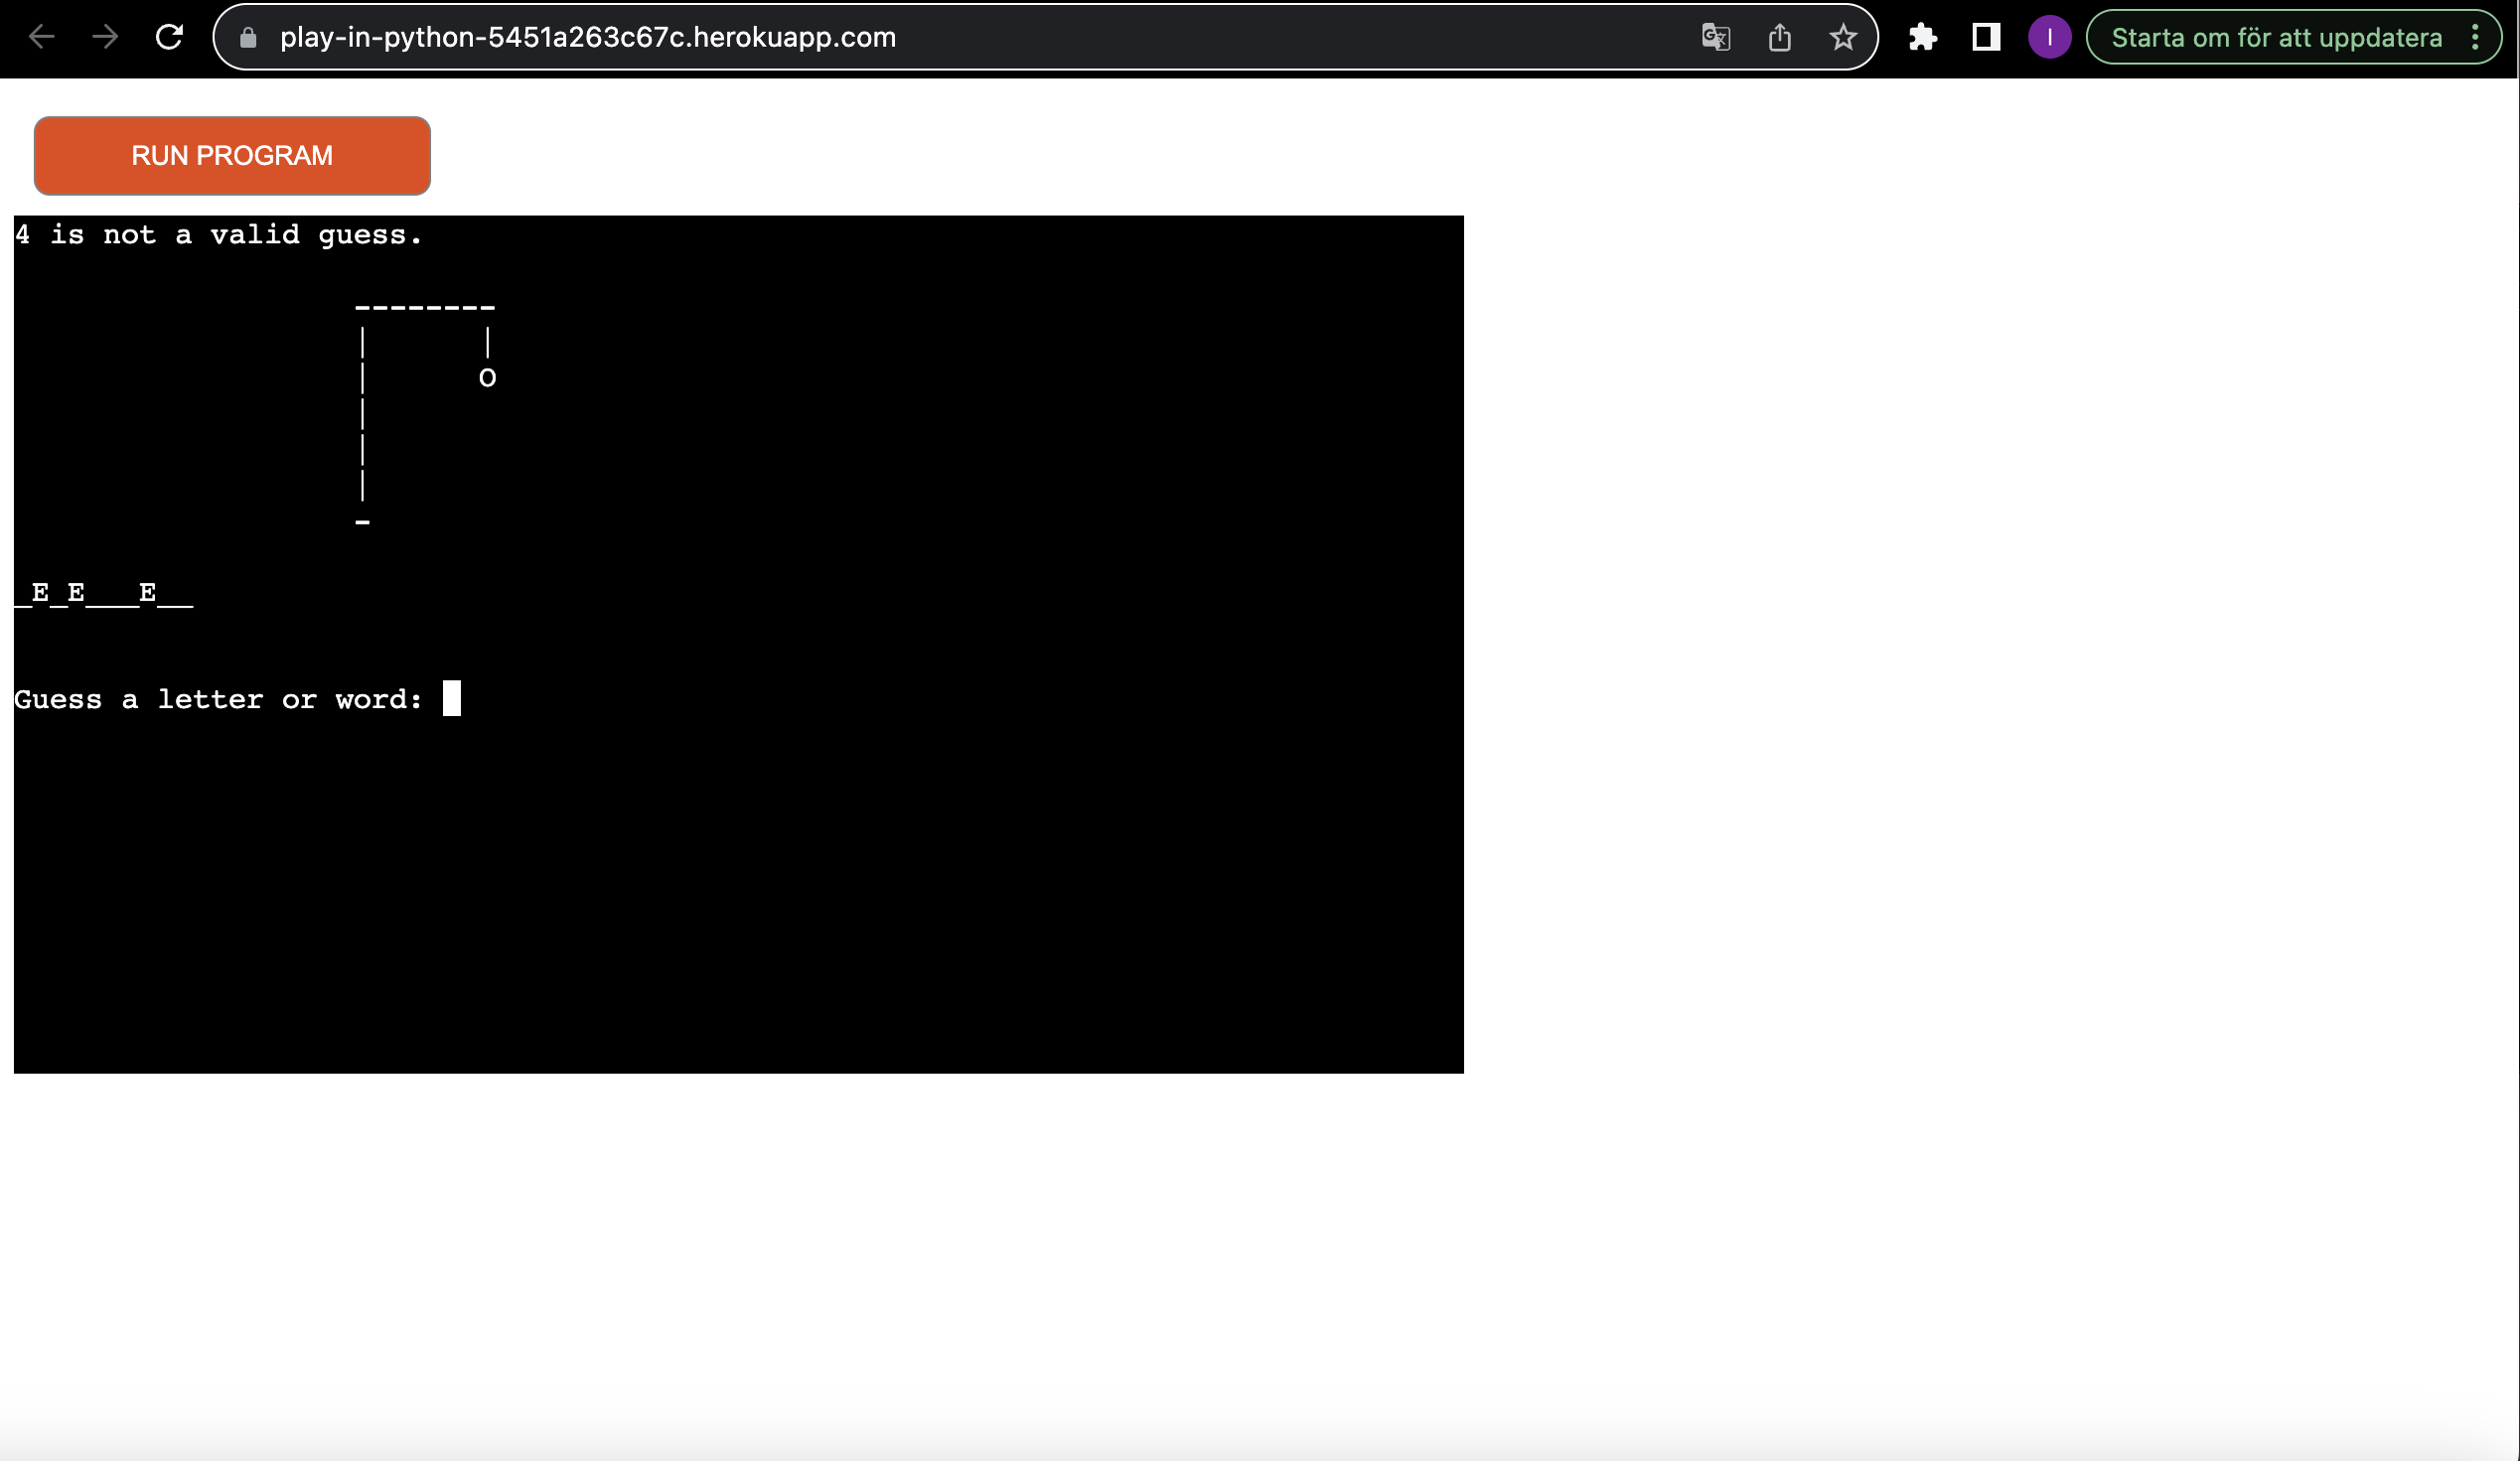 play-in-python-5451a263c67c.herokuapp.com
I
Starta om för att uppdatera
RUN PROGRAM
4 is not a valid guess.
--------
|      |
|      O
|
|
|
-
_E_E___E__
Guess a letter or word: